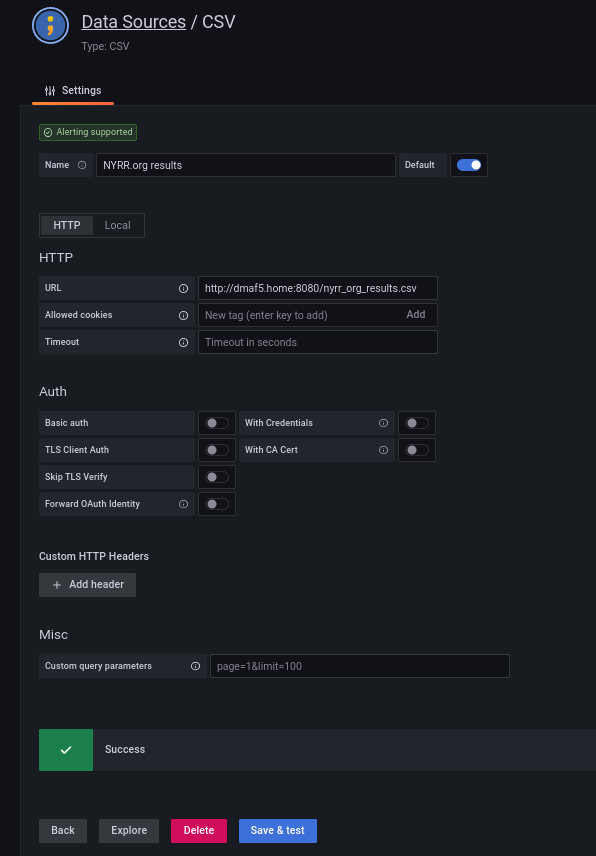 Data Sources / CSV
Type: CSV
Settings
Alerting supported
Name NYRR.org results Default
HTTP Local
HTTP
URL http://dmaf5.home:8080/nyrr_org_results.csv
Allowed cookies New tag (enter key to add) Add
Timeout Timeout in seconds
Auth
Basic auth With Credentials
TLS Client Auth With CA Cert
Skip TLS Verify
Forward OAuth Identity
Custom HTTP Headers
+ Add header
Misc
Custom query parameters page=1&limit=100
Success
Back Explore Delete Save & test